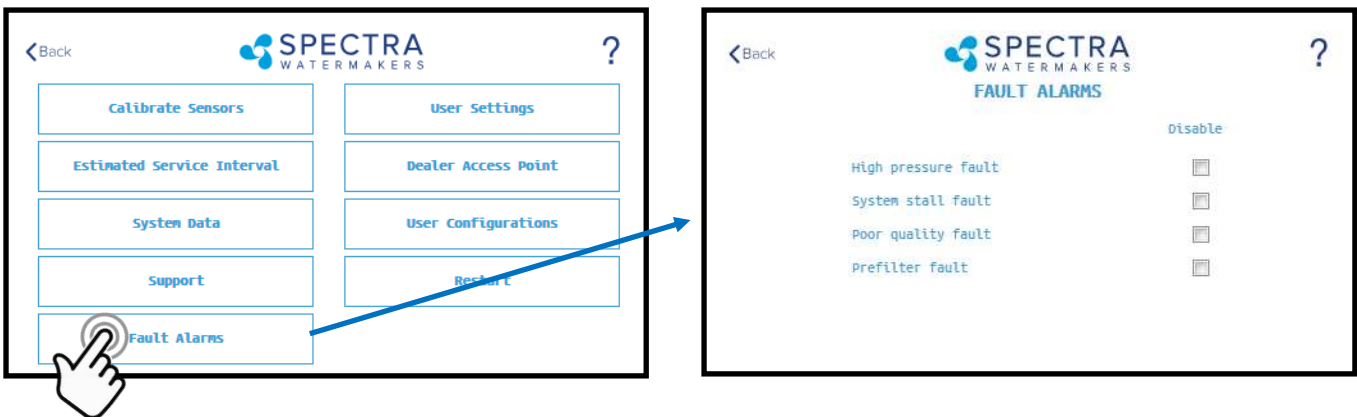 Back
SPECTRA
WATERMAKERS
?
Calibrate Sensors
User Settings
Estimated Service Interval
Dealer Access Point
System Data
User Configurations
Support
Restart
Fault Alarms
Back
SPECTRA
WATERMAKERS
?
FAULT ALARMS
Disable
High pressure fault
System stall fault
Poor quality fault
Prefilter fault